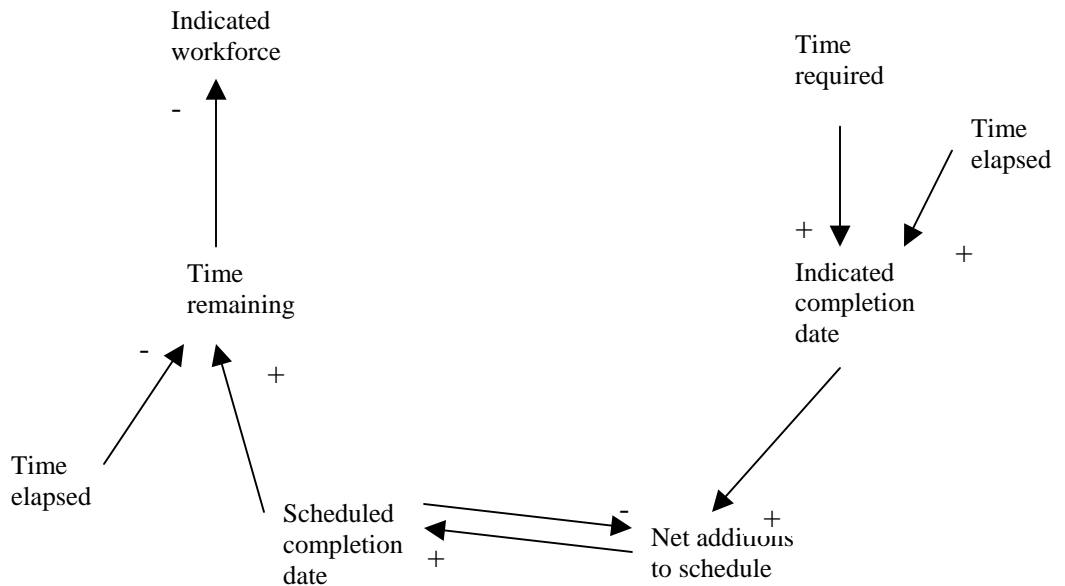 Indicated
workforce
-
Time
required
Time
elapsed
+
+
Time
remaining
Indicated
completion
date
-
+
Time
elapsed
Scheduled
completion
date
-
+
+
Net additions
to schedule